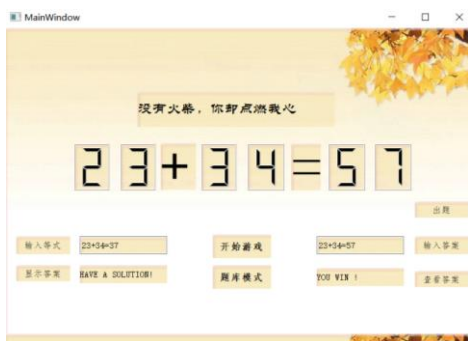 MainWindow
没有火柴，你却点燃我心
23+34=57
出题
输入等式
23+34=37
开始游戏
23+34=57
输入答案
显示答案
HAVE A SOLUTION!
题库模式
YOU WIN !
查看答案